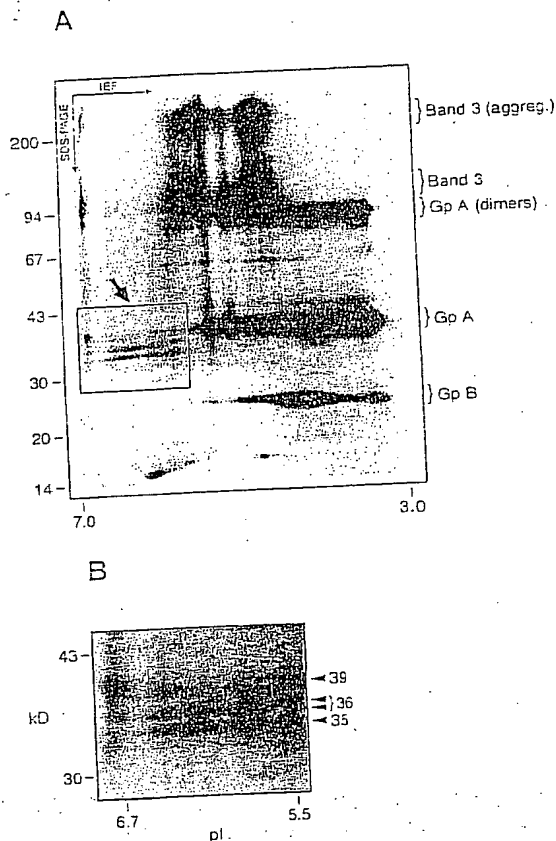 A
IEF
SDS-PAGE
200
94
67
43
30
20
14
Band 3 (aggreg.)
Band 3
Gp A (dimers)
Gp A
Gp B
7.0
3.0
B
43
kD
30
39
36
35
6.7
5.5
pI